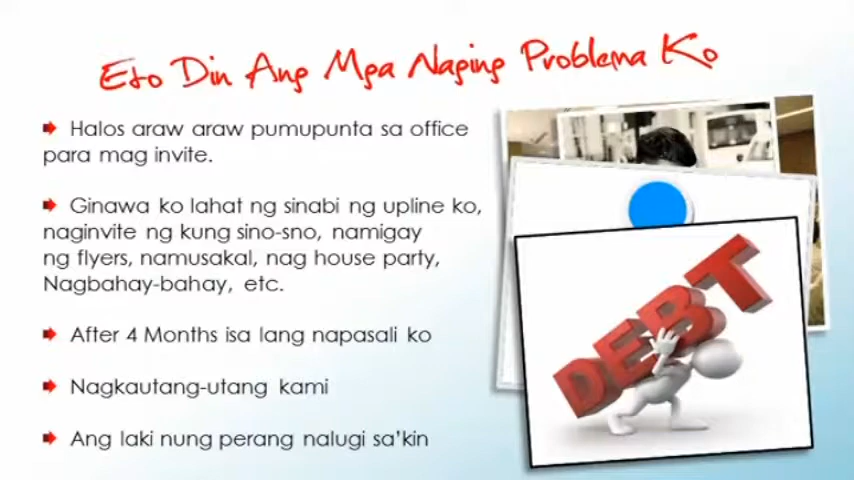 Eto Din Ang Mga Naging Problema Ko
Halos araw araw pumupunta sa office
para mag invite.
Ginawa ko lahat ng sinabi ng upline ko,
naginvite ng kung sino-sno, namigay
ng flyers, namusakal, nag house party,
Nagbahay-bahay, etc.
After 4 Months isa lang napasali ko
Nagkautang-utang kami
Ang laki nung perang nalugi sa'kin
DEBT